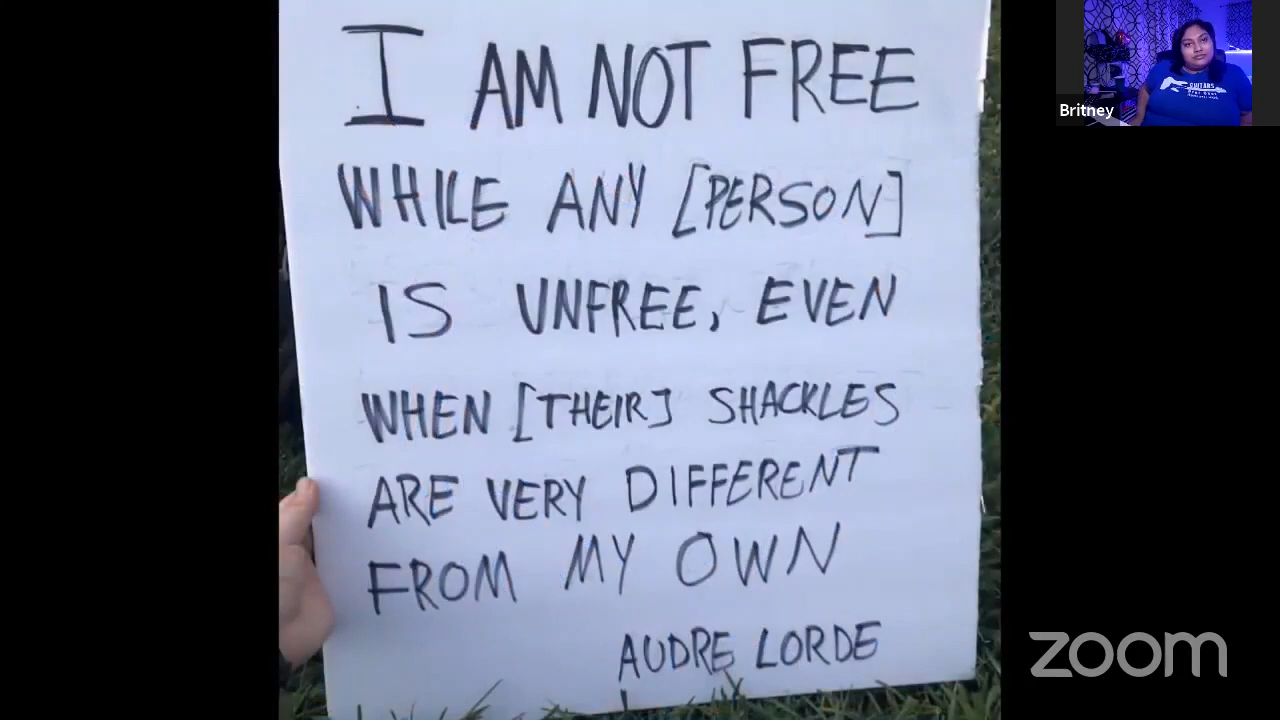 I AM NOT FREE
WHILE ANY [PERSON]
IS UNFREE, EVEN
WHEN [THEIR] SHACKLES
ARE VERY DIFFERENT
FROM MY OWN
AUDRE LORDE
Britney
GUITARS
zoom